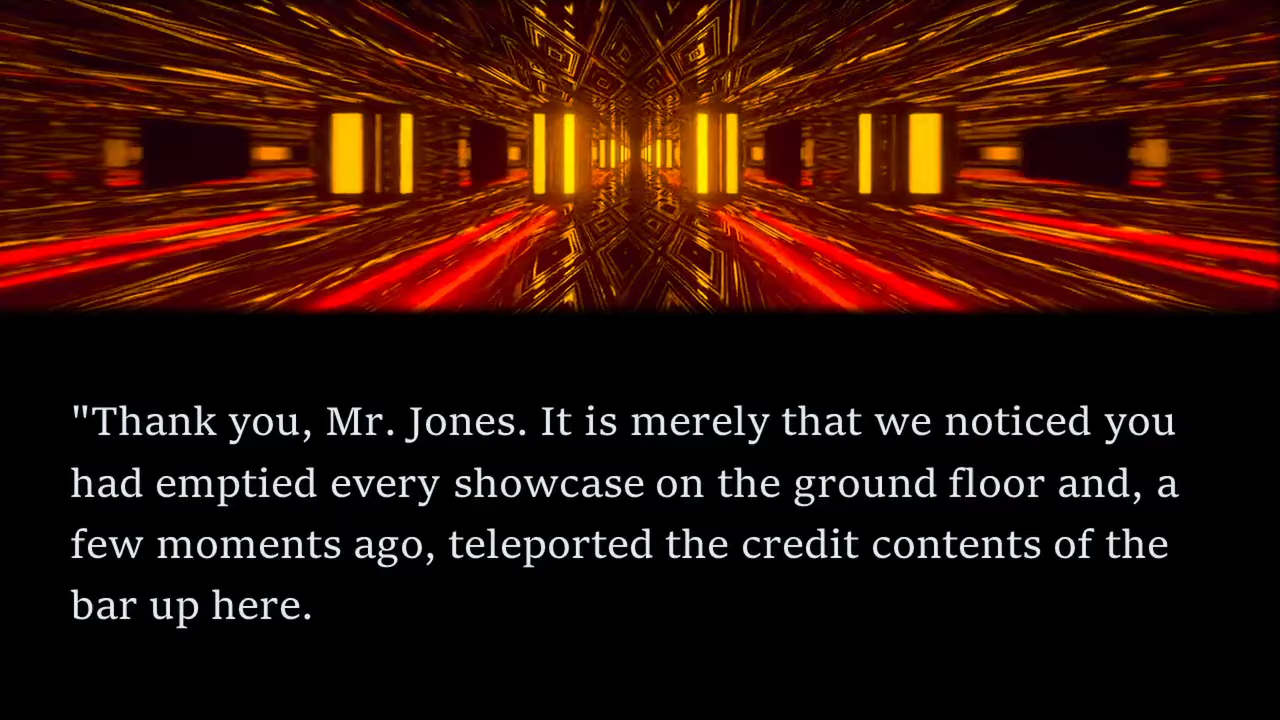 "Thank you, Mr. Jones. It is merely that we noticed you
had emptied every showcase on the ground floor and, a
few moments ago, teleported the credit contents of the
bar up here.